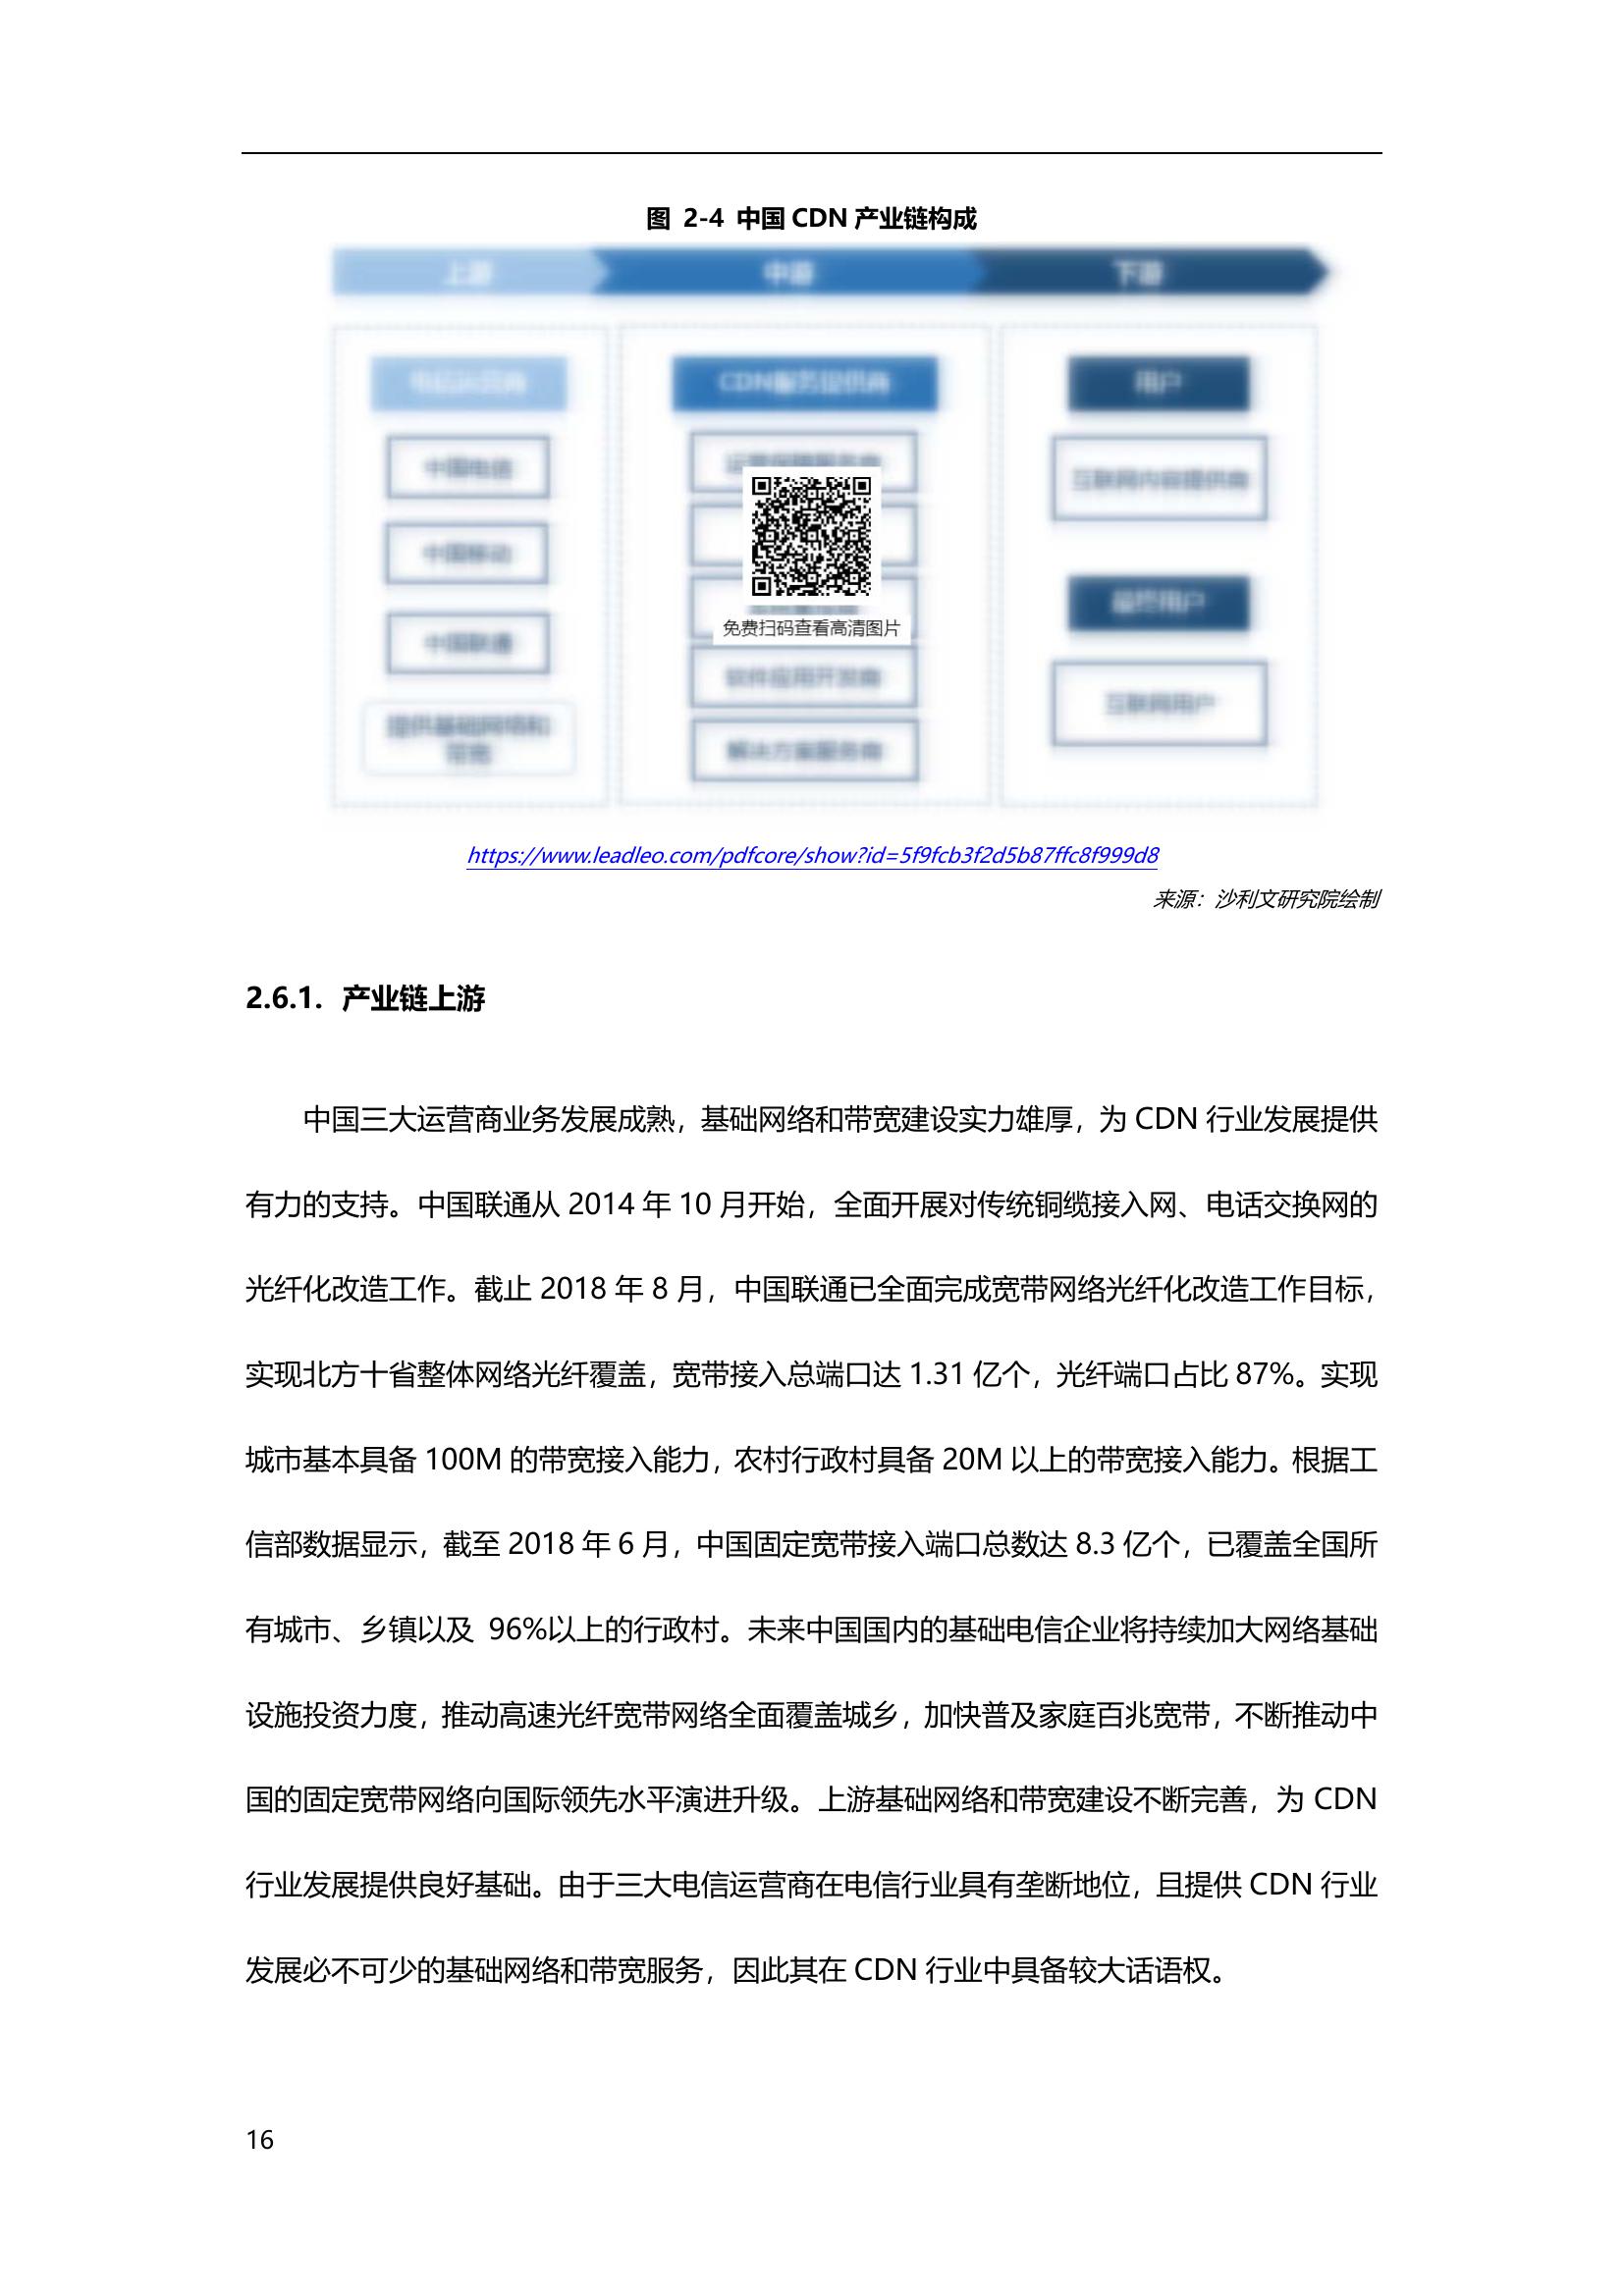 图 2-4 中国 CDN 产业链构成
上游 中游 下游
CDN服务提供商 用户
中国电信 互联网内容提供商
中国移动
免费扫码查看高清图片
最终用户
中国联通
软件应用开发商
互联网用户
提供基础网络和
带宽
解决方案服务商
https://www.leadleo.com/pdfcore/show?id=5f9fcb3f2d5b87ffc8f999d8
来源：沙利文研究院绘制
2.6.1. 产业链上游
中国三大运营商业务发展成熟，基础网络和带宽建设实力雄厚，为 CDN 行业发展提供
有力的支持。中国联通从 2014 年 10 月开始，全面开展对传统铜缆接入网、电话交换网的
光纤化改造工作。截止 2018 年 8 月，中国联通已全面完成宽带网络光纤化改造工作目标，
实现北方十省整体网络光纤覆盖，宽带接入总端口达 1.31 亿个，光纤端口占比 87%。实现
城市基本具备 100M 的带宽接入能力，农村行政村具备 20M 以上的带宽接入能力。根据工
信部数据显示，截至 2018 年 6 月，中国固定宽带接入端口总数达 8.3 亿个，已覆盖全国所
有城市、乡镇以及 96%以上的行政村。未来中国国内的基础电信企业将持续加大网络基础
设施投资力度，推动高速光纤宽带网络全面覆盖城乡，加快普及家庭百兆宽带，不断推动中
国的固定宽带网络向国际领先水平演进升级。上游基础网络和带宽建设不断完善，为 CDN
行业发展提供良好基础。由于三大电信运营商在电信行业具有垄断地位，且提供 CDN 行业
发展必不可少的基础网络和带宽服务，因此其在 CDN 行业中具备较大话语权。
16